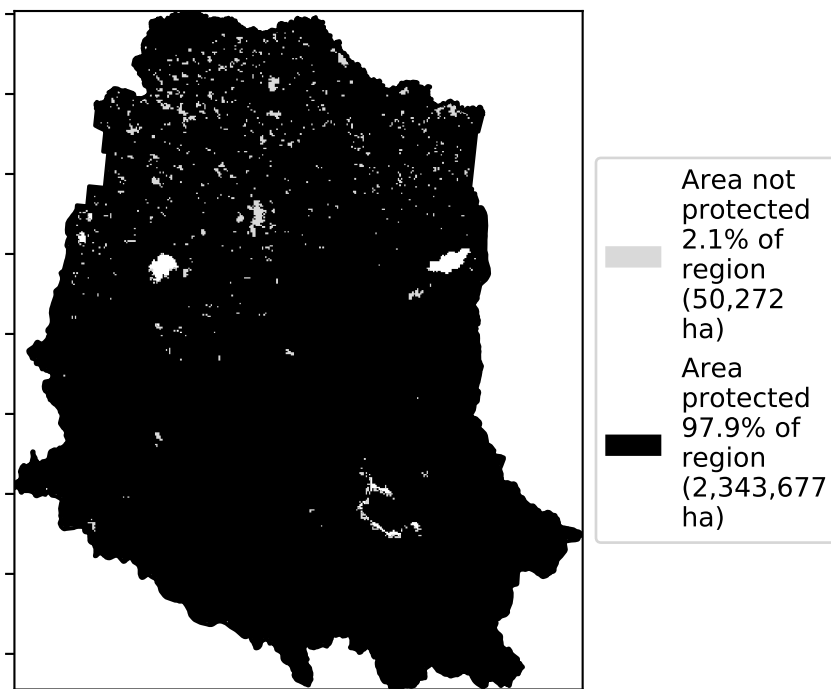 Area not
protected
2.1% of
region
(50,272
ha)
Area
protected
97.9% of
region
(2,343,677
ha)